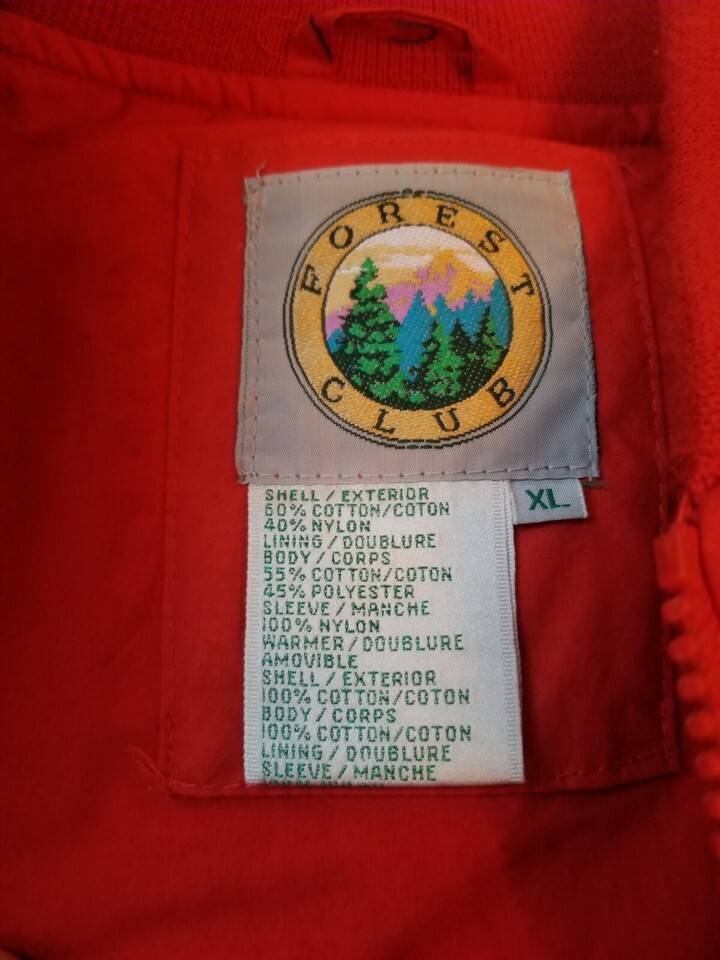 FOREST
CLUB
XL
SHELL / EXTERIOR
60% COTTON/COTON
40% NYLON
LINING / DOUBLURE
BODY / CORPS
55% COTTON/COTON
45% POLYESTER
SLEEVE / MANCHE
100% NYLON
WARMER / DOUBLURE
AMOVIBLE
SHELL / EXTERIOR
100% COTTON/COTON
BODY / CORPS
100% COTTON/COTON
LINING / DOUBLURE
SLEEVE / MANCHE